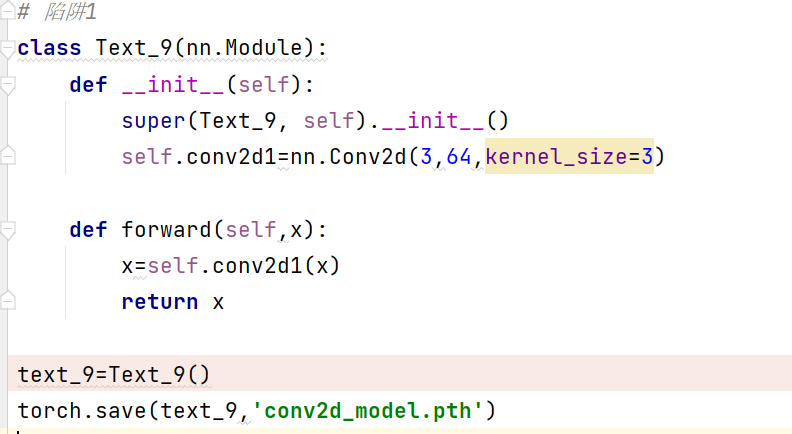 # 陷阱1
class Text_9(nn.Module):
    def __init__(self):
        super(Text_9, self).__init__()
        self.conv2d1=nn.Conv2d(3,64,kernel_size=3)
    def forward(self,x):
        x=self.conv2d1(x)
        return x
text_9=Text_9()
torch.save(text_9,'conv2d_model.pth')